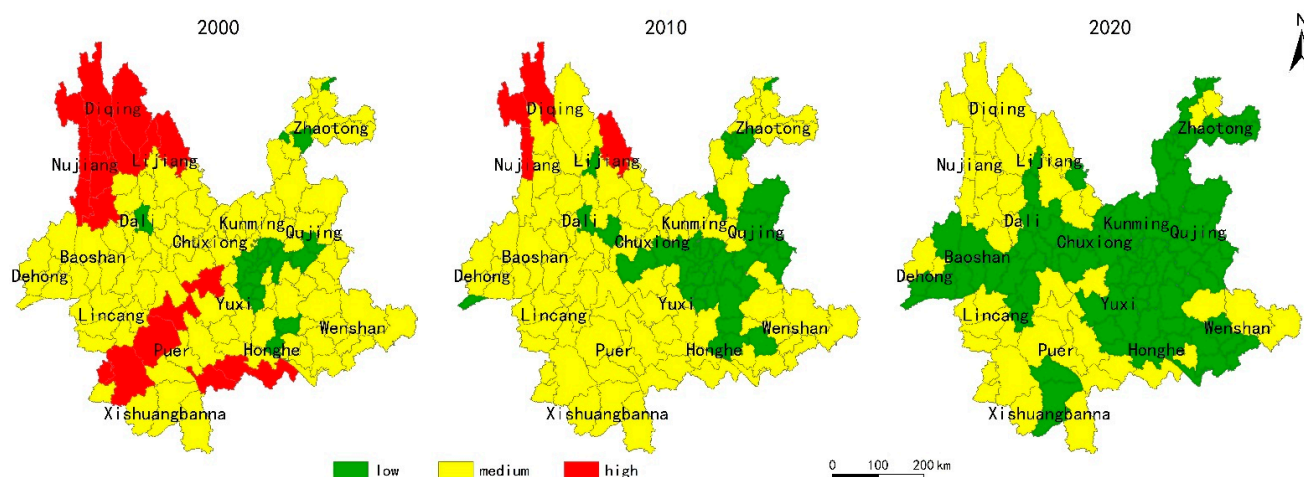 2000
2010
2020
N
Diqing
Zhaotong
Nujiang
Lijiang
Dali
Kunming
Qujing
Chuxiong
Baoshan
Dehong
Yuxi
Lincang
Wenshan
Puer
Honghe
Xishuangbanna
Diqing
Zhaotong
Nujiang
Lijiang
Dali
Kunming
Qujing
Chuxiong
Baoshan
Dehong
Yuxi
Lincang
Wenshan
Puer
Honghe
Xishuangbanna
Diqing
Zhaotong
Nujiang
Lijiang
Dali
Kunming
Qujing
Chuxiong
Baoshan
Dehong
Yuxi
Lincang
Wenshan
Puer
Honghe
Xishuangbanna
low medium high
0 100 200 km